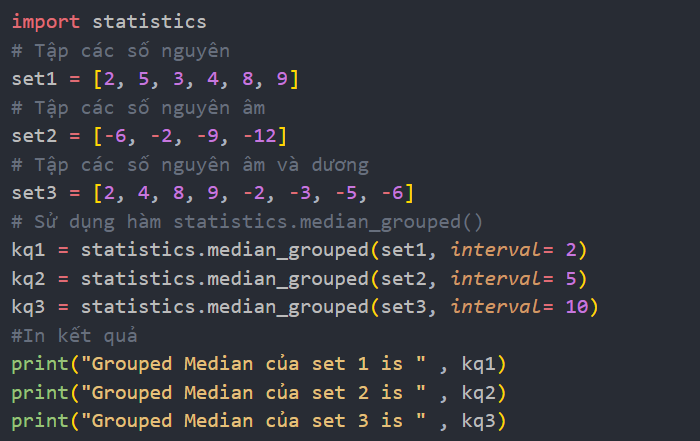 import statistics
# Tập các số nguyên
set1 = [2, 5, 3, 4, 8, 9]
# Tập các số nguyên âm
set2 = [-6, -2, -9, -12]
# Tập các số nguyên âm và dương
set3 = [2, 4, 8, 9, -2, -3, -5, -6]
# Sử dụng hàm statistics.median_grouped()
kq1 = statistics.median_grouped(set1, interval= 2)
kq2 = statistics.median_grouped(set2, interval= 5)
kq3 = statistics.median_grouped(set3, interval= 10)
#In kết quả
print("Grouped Median của set 1 is " , kq1)
print("Grouped Median của set 2 is " , kq2)
print("Grouped Median của set 3 is " , kq3)